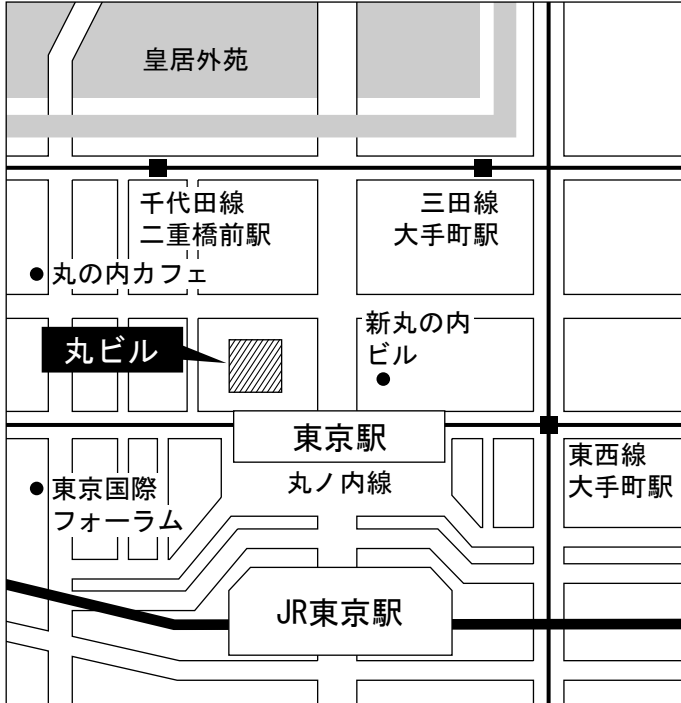 皇居外苑
千代田線
二重橋前駅
三田線
大手町駅
丸の内カフェ
新丸の内
ビル
丸ビル
東京駅
丸ノ内線
東西線
大手町駅
東京国際
フォーラム
JR東京駅